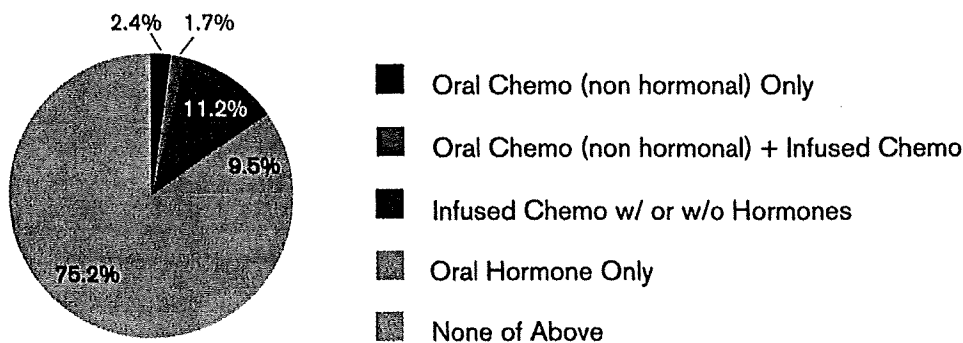 2.4% 1.7%
11.2%
9.5%
75.2%
Oral Chemo (non hormonal) Only
Oral Chemo (non hormonal) + Infused Chemo
Infused Chemo w/ or w/o Hormones
Oral Hormone Only
None of Above